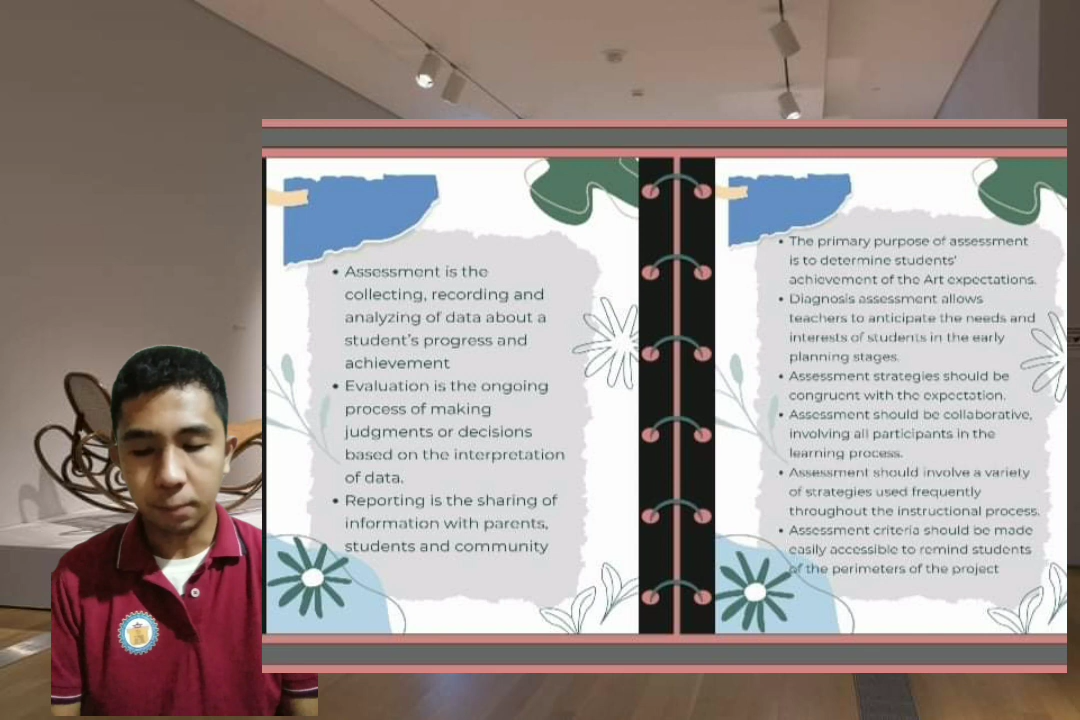 • Assessment is the
collecting, recording and
analyzing of data about a
student's progress and
achievement
• Evaluation is the ongoing
process of making
judgments or decisions
based on the interpretation
of data.
• Reporting is the sharing of
information with parents,
students and community
• The primary purpose of assessment
is to determine students'
achievement of the Art expectations.
• Diagnosis assessment allows
teachers to anticipate the needs and
interests of students in the early
planning stages.
• Assessment strategies should be
congruent with the expectation.
• Assessment should be collaborative,
involving all participants in the
learning process.
• Assessment should involve a variety
of strategies used frequently
throughout the instructional process.
• Assessment criteria should be made
easily accessible to remind students
of the perimeters of the project